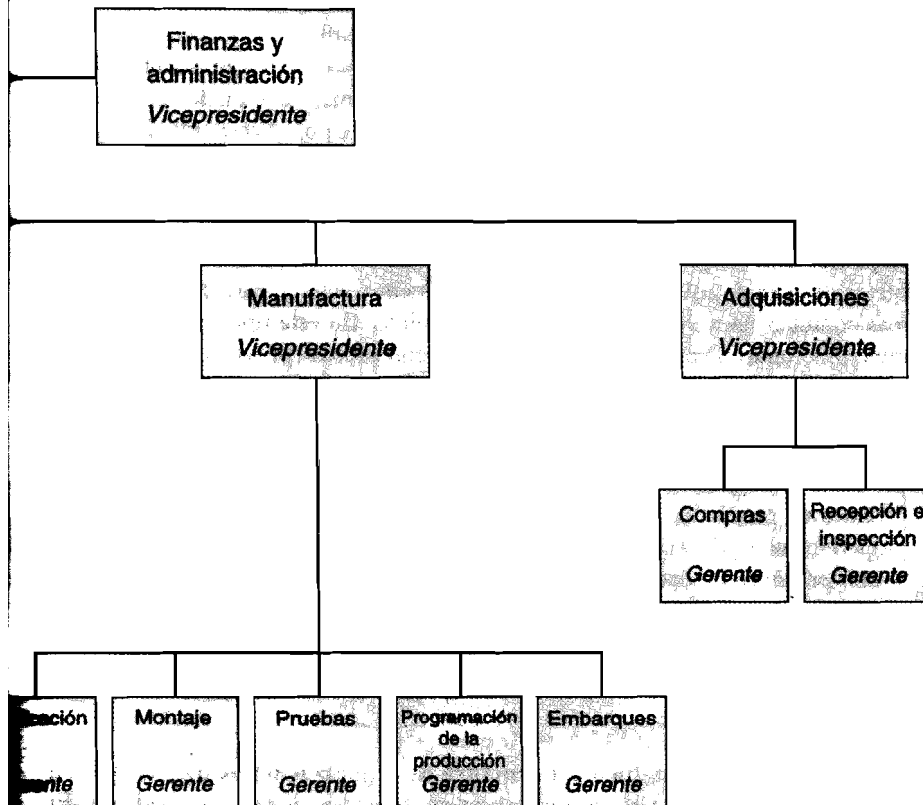 Finanzas y
administración
Vicepresidente
Manufactura
Vicepresidente
Adquisiciones
Vicepresidente
Compras
Gerente
Recepción e
inspección
Gerente
Montaje
Gerente
Pruebas
Gerente
Programación
de la
producción
Gerente
Embarques
Gerente